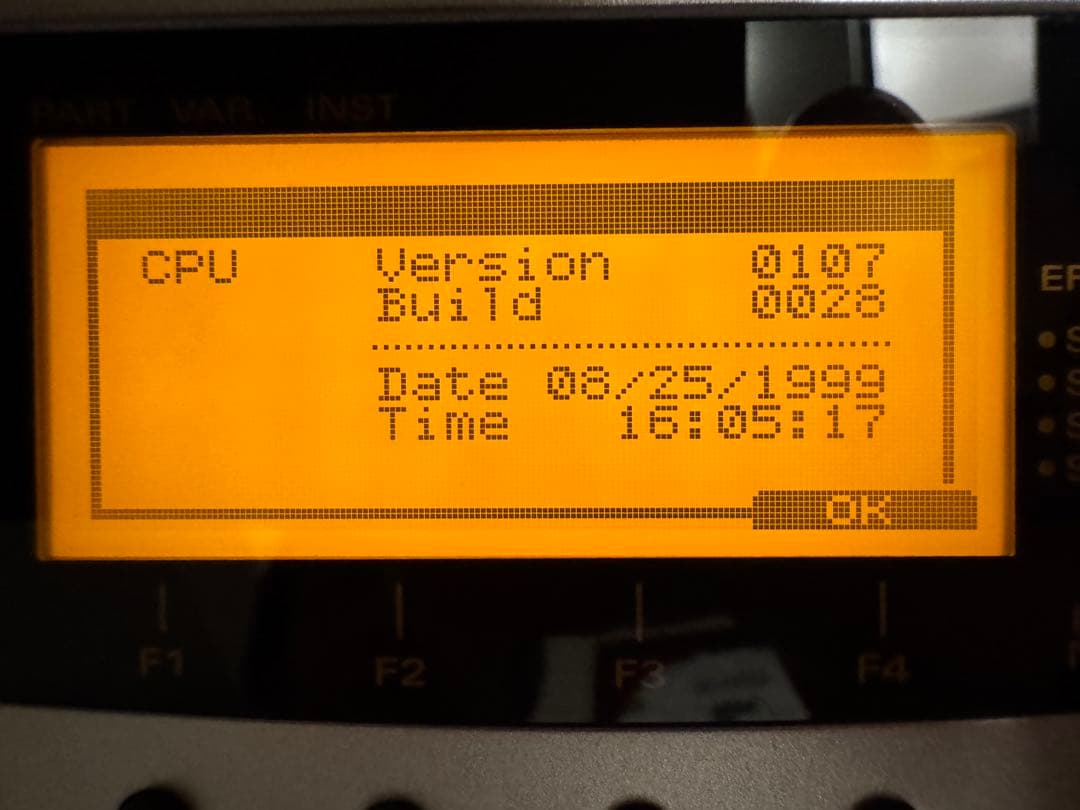 PART VAR. INST
CPU Version 0107
Build 0028
Date 08/25/1999
Time 16:05:17
OK
F1 F2 F3 F4